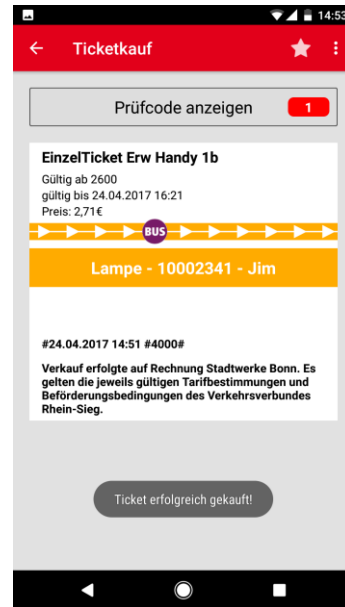 14:53
Ticketkauf
Prüfcode anzeigen 1
EinzelTicket Erw Handy 1b
Gültig ab 2600
gültig bis 24.04.2017 16:21
Preis: 2,71€
BUS
Lampe - 10002341 - Jim
#24.04.2017 14:51 #4000#
Verkauf erfolgte auf Rechnung Stadtwerke Bonn. Es
gelten die jeweils gültigen Tarifbestimmungen und
Beförderungsbedingungen des Verkehrsverbundes
Rhein-Sieg.
Ticket erfolgreich gekauft!